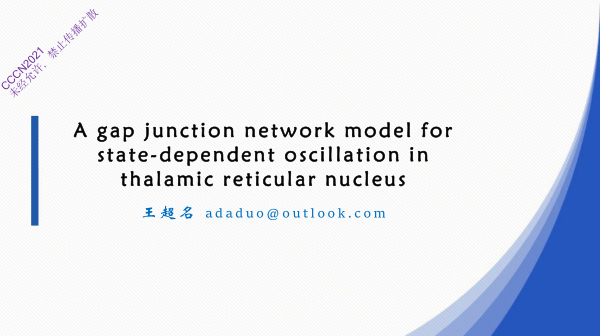 CCCN2021
未经允许，禁止传播扩散
A gap junction network model for
state-dependent oscillation in
thalamic reticular nucleus
王超名 adaduo@outlook.com